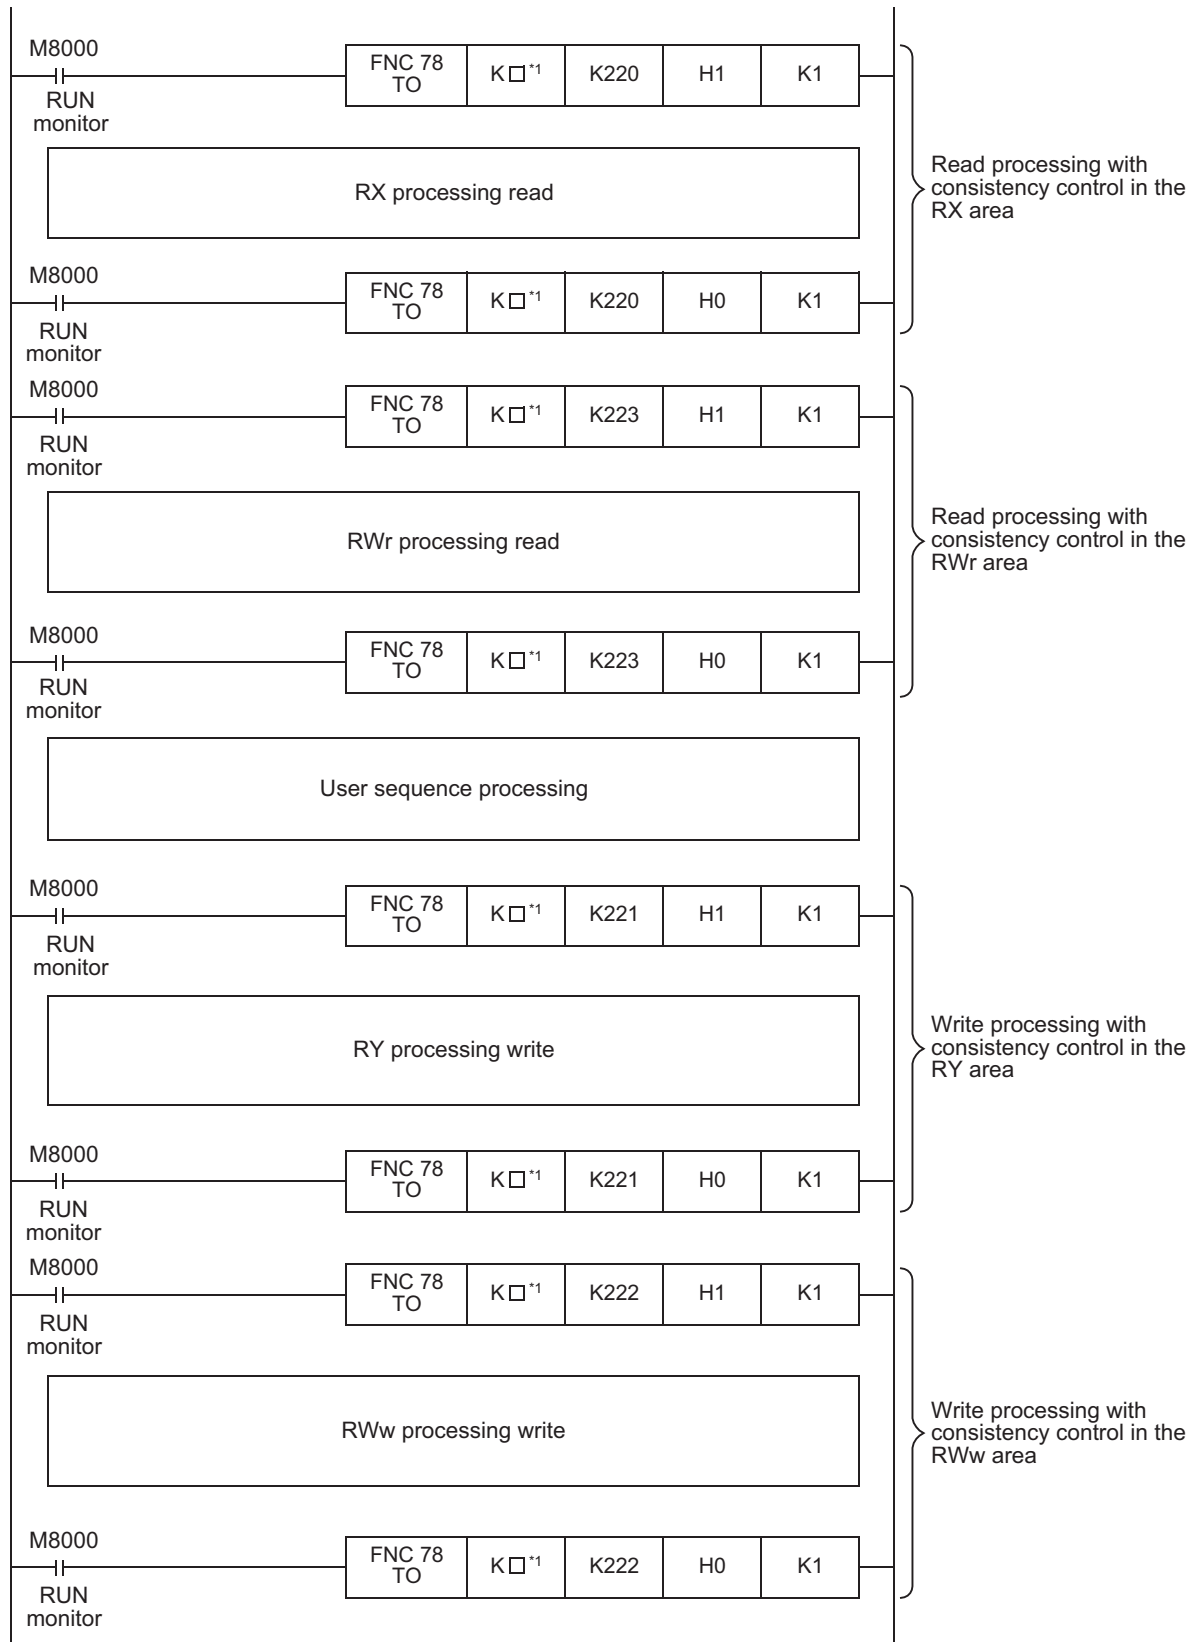 M8000
FNC 78
TO
K□*1
K220
H1
K1
RUN
monitor
RX processing read
Read processing with
consistency control in the
RX area
M8000
FNC 78
TO
K□*1
K220
H0
K1
RUN
monitor
M8000
FNC 78
TO
K□*1
K223
H1
K1
RUN
monitor
RWr processing read
Read processing with
consistency control in the
RWr area
M8000
FNC 78
TO
K□*1
K223
H0
K1
RUN
monitor
User sequence processing
M8000
FNC 78
TO
K□*1
K221
H1
K1
RUN
monitor
RY processing write
Write processing with
consistency control in the
RY area
M8000
FNC 78
TO
K□*1
K221
H0
K1
RUN
monitor
M8000
FNC 78
TO
K□*1
K222
H1
K1
RUN
monitor
RWw processing write
Write processing with
consistency control in the
RWw area
M8000
FNC 78
TO
K□*1
K222
H0
K1
RUN
monitor